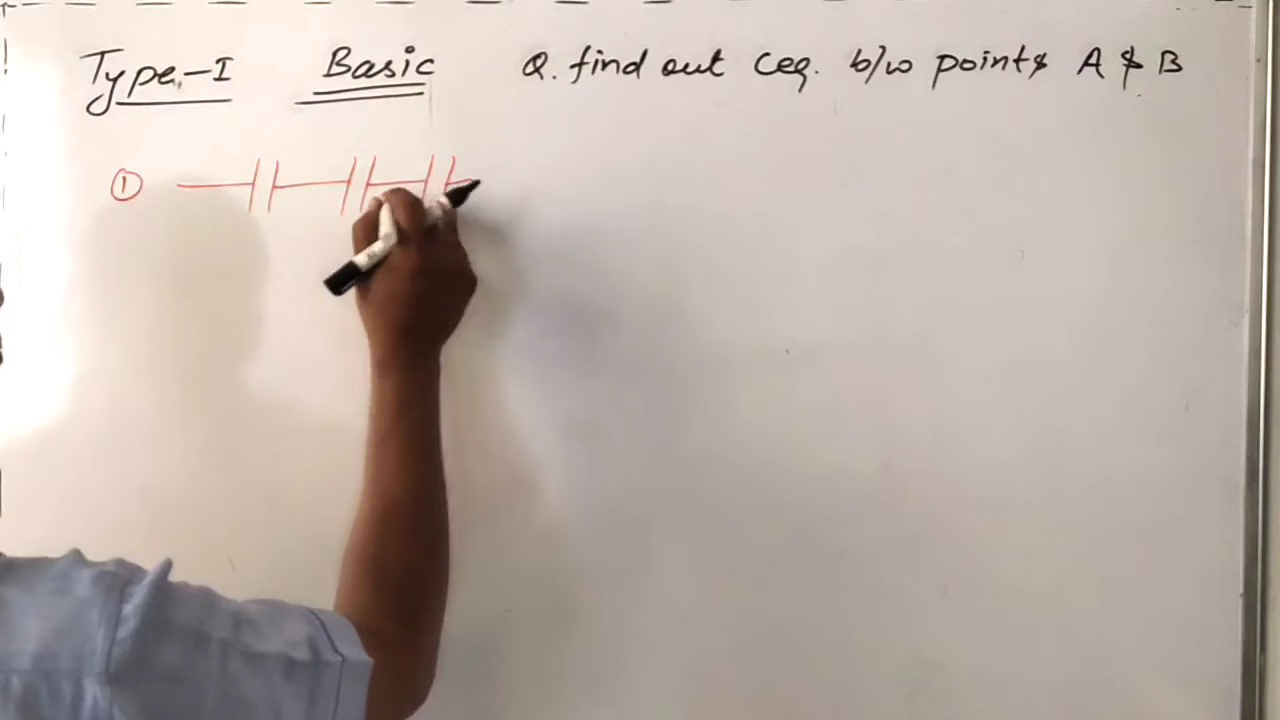 Type-I Basic Q. find out Ceq. b/w points A & B
①